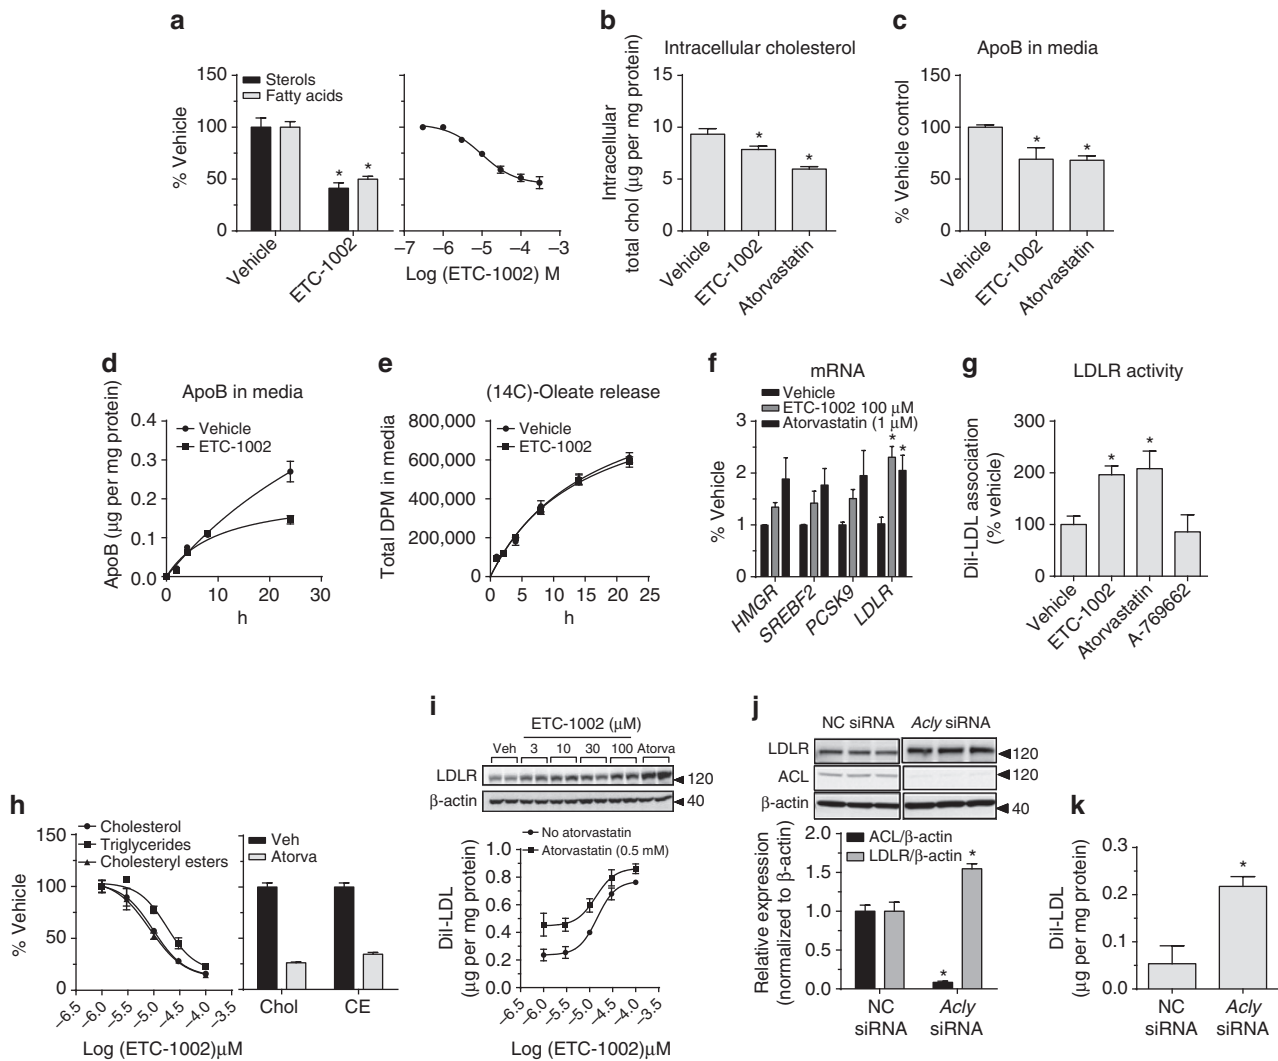 a
150
100
50
0
% Vehicle
Sterols
Fatty acids
*
*
Vehicle
ETC-1002
–7
–6
–5
–4
–3
Log (ETC-1002) M
b
Intracellular cholesterol
15
10
5
0
Intracellular
total chol (µg per mg protein)
*
*
Vehicle
ETC-1002
Atorvastatin
c
ApoB in media
150
100
50
0
% Vehicle control
*
*
Vehicle
ETC-1002
Atorvastatin
d
ApoB in media
0.4
0.3
0.2
0.1
0.0
ApoB (µg per mg protein)
Vehicle
ETC-1002
0
10
20
30
h
e
(14C)-Oleate release
800,000
600,000
400,000
200,000
0
Total DPM in media
Vehicle
ETC-1002
0
5
10
15
20
25
h
f
mRNA
Vehicle
ETC-1002 100 µM
Atorvastatin (1 µM)
3
2
1
0
% Vehicle
*
*
HMGR
SREBF2
PCSK9
LDLR
g
LDLR activity
300
200
100
0
Dil-LDL association
(% vehicle)
*
*
Vehicle
ETC-1002
Atorvastatin
A-769662
h
Cholesterol
Triglycerides
Cholesteryl esters
150
100
50
0
% Vehicle
–6.5
–6.0
–5.5
–5.0
–4.5
–4.0
–3.5
Log (ETC-1002)µM
Veh
Atorva
Chol
CE
i
ETC-1002 (µM)
Veh
3
10
30
100
Atorva
LDLR
120
β-actin
40
No atorvastatin
Atorvastatin (0.5 mM)
1.0
0.8
0.6
0.4
0.2
0.0
Dil-LDL
(µg per mg protein)
–6.5
–6.0
–5.5
–5.0
–4.5
–4.0
–3.5
Log (ETC-1002)µM
j
NC siRNA
Acly siRNA
LDLR
120
ACL
120
β-actin
40
2.0
1.5
1.0
0.5
0.0
Relative expression
(normalized to β-actin)
ACL/β-actin
LDLR/β-actin
*
*
NC
siRNA
Acly
siRNA
k
0.3
0.2
0.1
0.0
Dil-LDL
(µg per mg protein)
*
NC
siRNA
Acly
siRNA